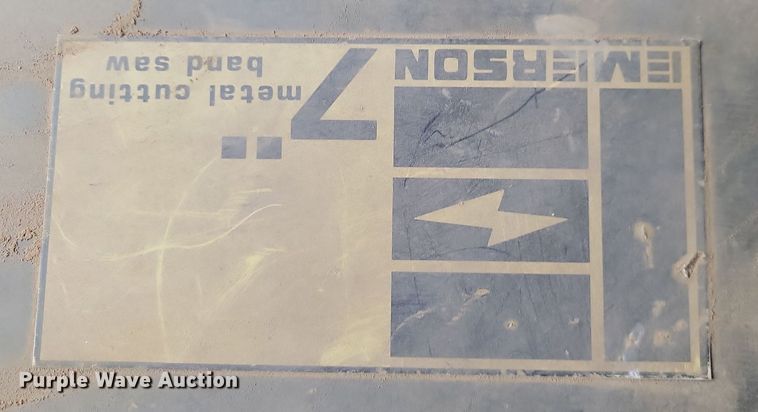 EMERSON
7"
metal cutting
band saw
Purple Wave Auction